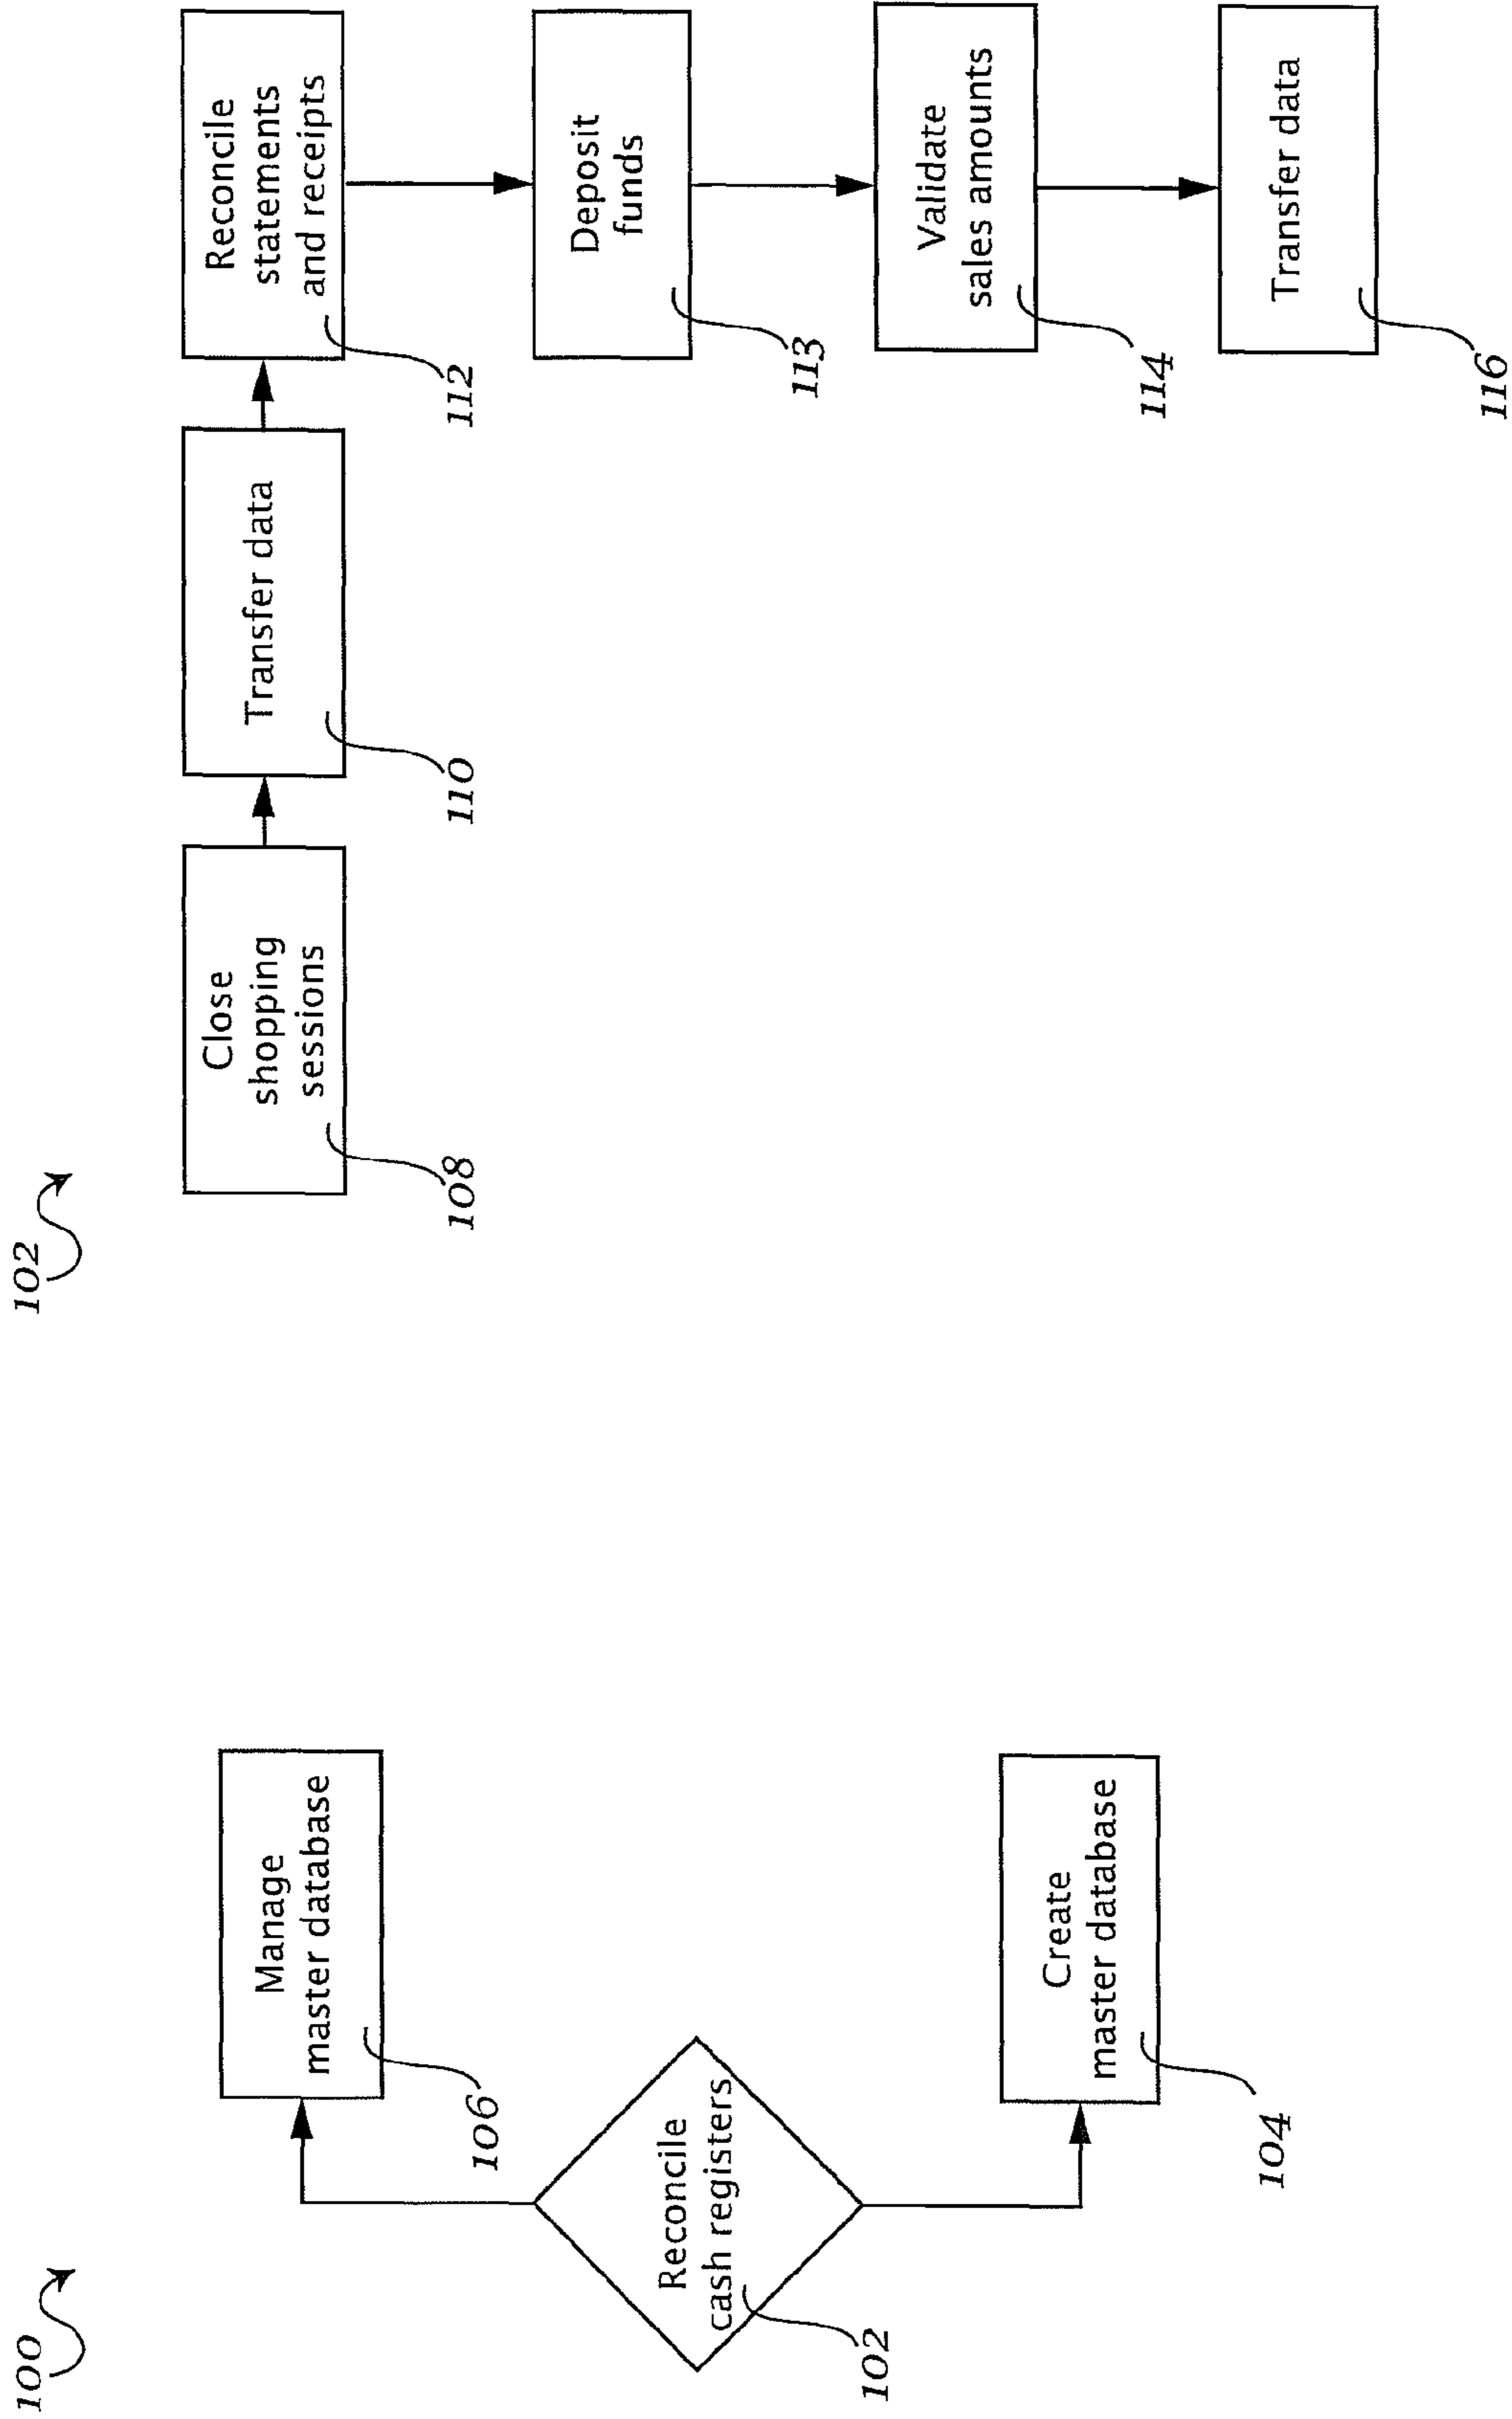 100
Manage
master database
106
Reconcile
cash registers
102
Create
master database
104
102
Close
shopping
sessions
108
Transfer data
110
Reconcile
statements
and receipts
112
Deposit
funds
113
Validate
sales amounts
114
Transfer data
116